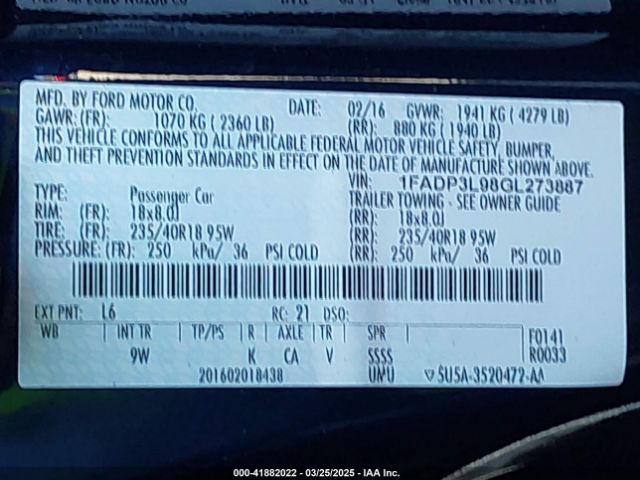 MFD. BY FORD MOTOR CO. DATE: 02/16 GVWR: 1941 KG ( 4279 LB)
GAWR: (FR): 1070 KG ( 2360 LB) (RR): 880 KG ( 1940 LB)
THIS VEHICLE CONFORMS TO ALL APPLICABLE FEDERAL MOTOR VEHICLE SAFETY, BUMPER,
AND THEFT PREVENTION STANDARDS IN EFFECT ON THE DATE OF MANUFACTURE SHOWN ABOVE.
VIN: 1FADP3L98GL273887
TYPE: Passenger Car TRAILER TOWING - SEE OWNER GUIDE
RIM: (FR): 18x8.0J (RR): 18x8.0J
TIRE: (FR): 235/40R18 95W (RR): 235/40R18 95W
PRESSURE: (FR): 250 kPa/ 36 PSI COLD (RR): 250 kPa/ 36 PSI COLD
EXT PNT: L6 RC: 21 DSO:
WB INT TR TP/PS R AXLE TR SPR F0141
9W K CA V SSSS R0033
201602018438 UMU 5U5A-3520472-AA
000-41882022 - 03/25/2025 - IAA Inc.